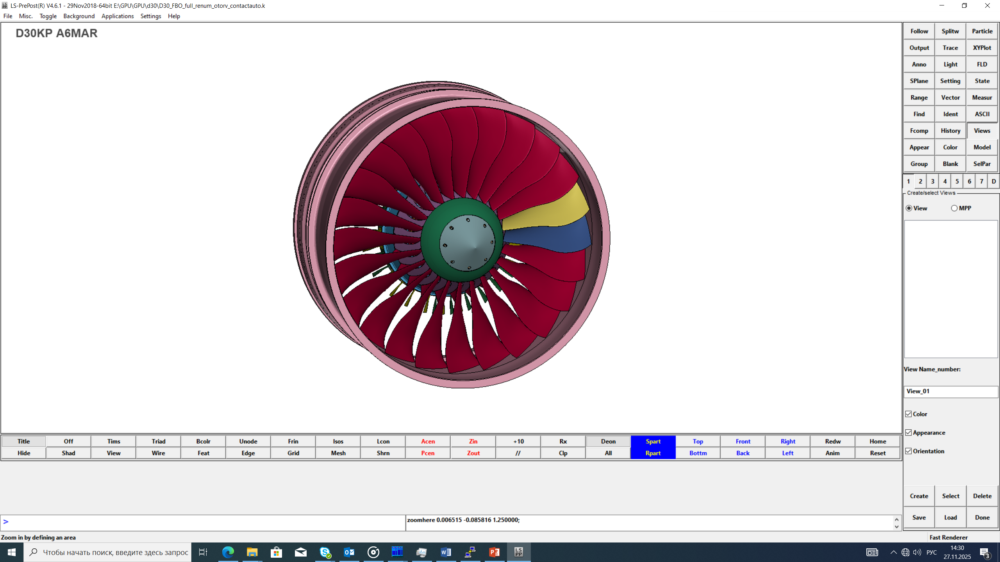 LS-PrePost(R) V4.6.1 - 29Nov2018-64bit E:\GPU\GPU\d30\D30_FBO_full_renum_otorv_contactauto.k
File Misc. Toggle Background Applications Settings Help
D30KP A6MAR
Follow Splitw Particle
Output Trace XYPlot
Anno Light FLD
SPlane Setting State
Range Vector Measur
Find Ident ASCII
Fcomp History Views
Appear Color Model
Group Blank SelPar
1 2 3 4 5 6 7 D
Create/select Views
View MPP
View Name_number:
View_01
Color
Appearance
Orientation
Create Select Delete
Save Load Done
Title Off Tims Triad Bcolr Unode Frin Isos Lcon Acen Zin +10 Rx Deon Spart Top Front Right Redw Home
Hide Shad View Wire Feat Edge Grid Mesh Shrn Pcen Zout // Clp All Rpart Bottm Back Left Anim Reset
>
zoomhere 0.006515 -0.085816 1.250000;
Zoom in by defining an area
Fast Renderer
Чтобы начать поиск, введите здесь запрос
LS
PP
РУС
14:30
27.11.2025
3